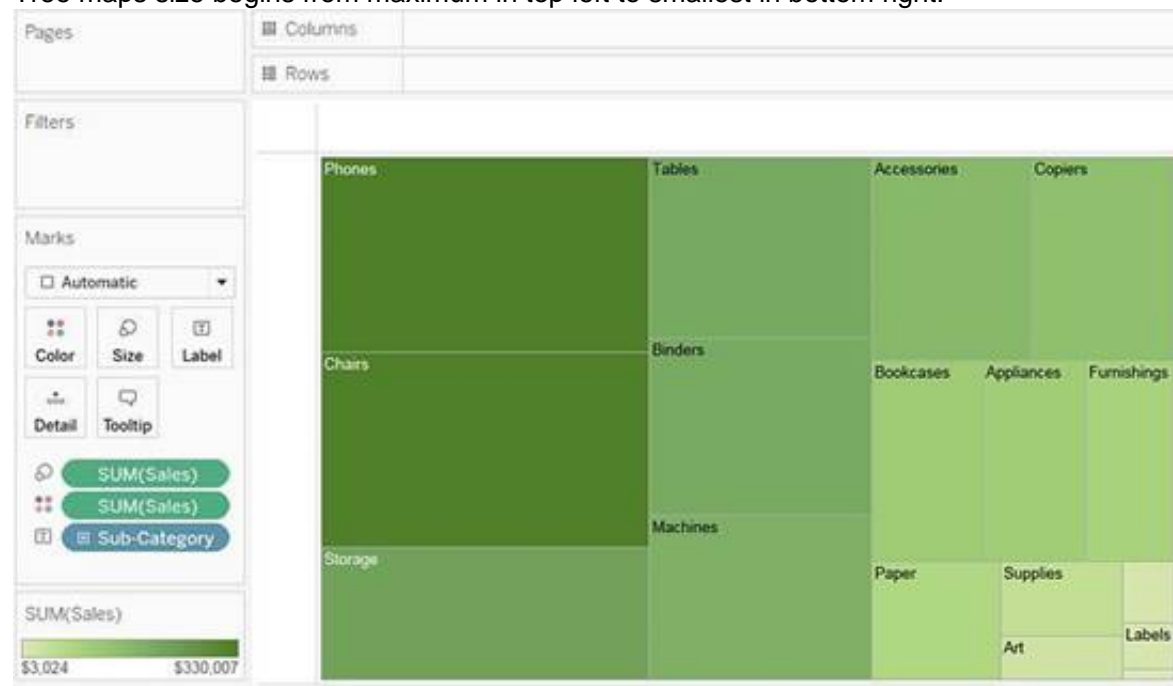 Tree maps size begins from maximum in top left to smallest in bottom right.
Pages
Columns
Rows
Filters
Marks
Automatic
Color Size Label
Detail Tooltip
SUM(Sales)
SUM(Sales)
Sub-Category
SUM(Sales)
$3,024 $330,007
Phones Tables Accessories Copiers
Chairs Binders Bookcases Appliances Furnishings
Storage Machines Paper Supplies
Art Labels